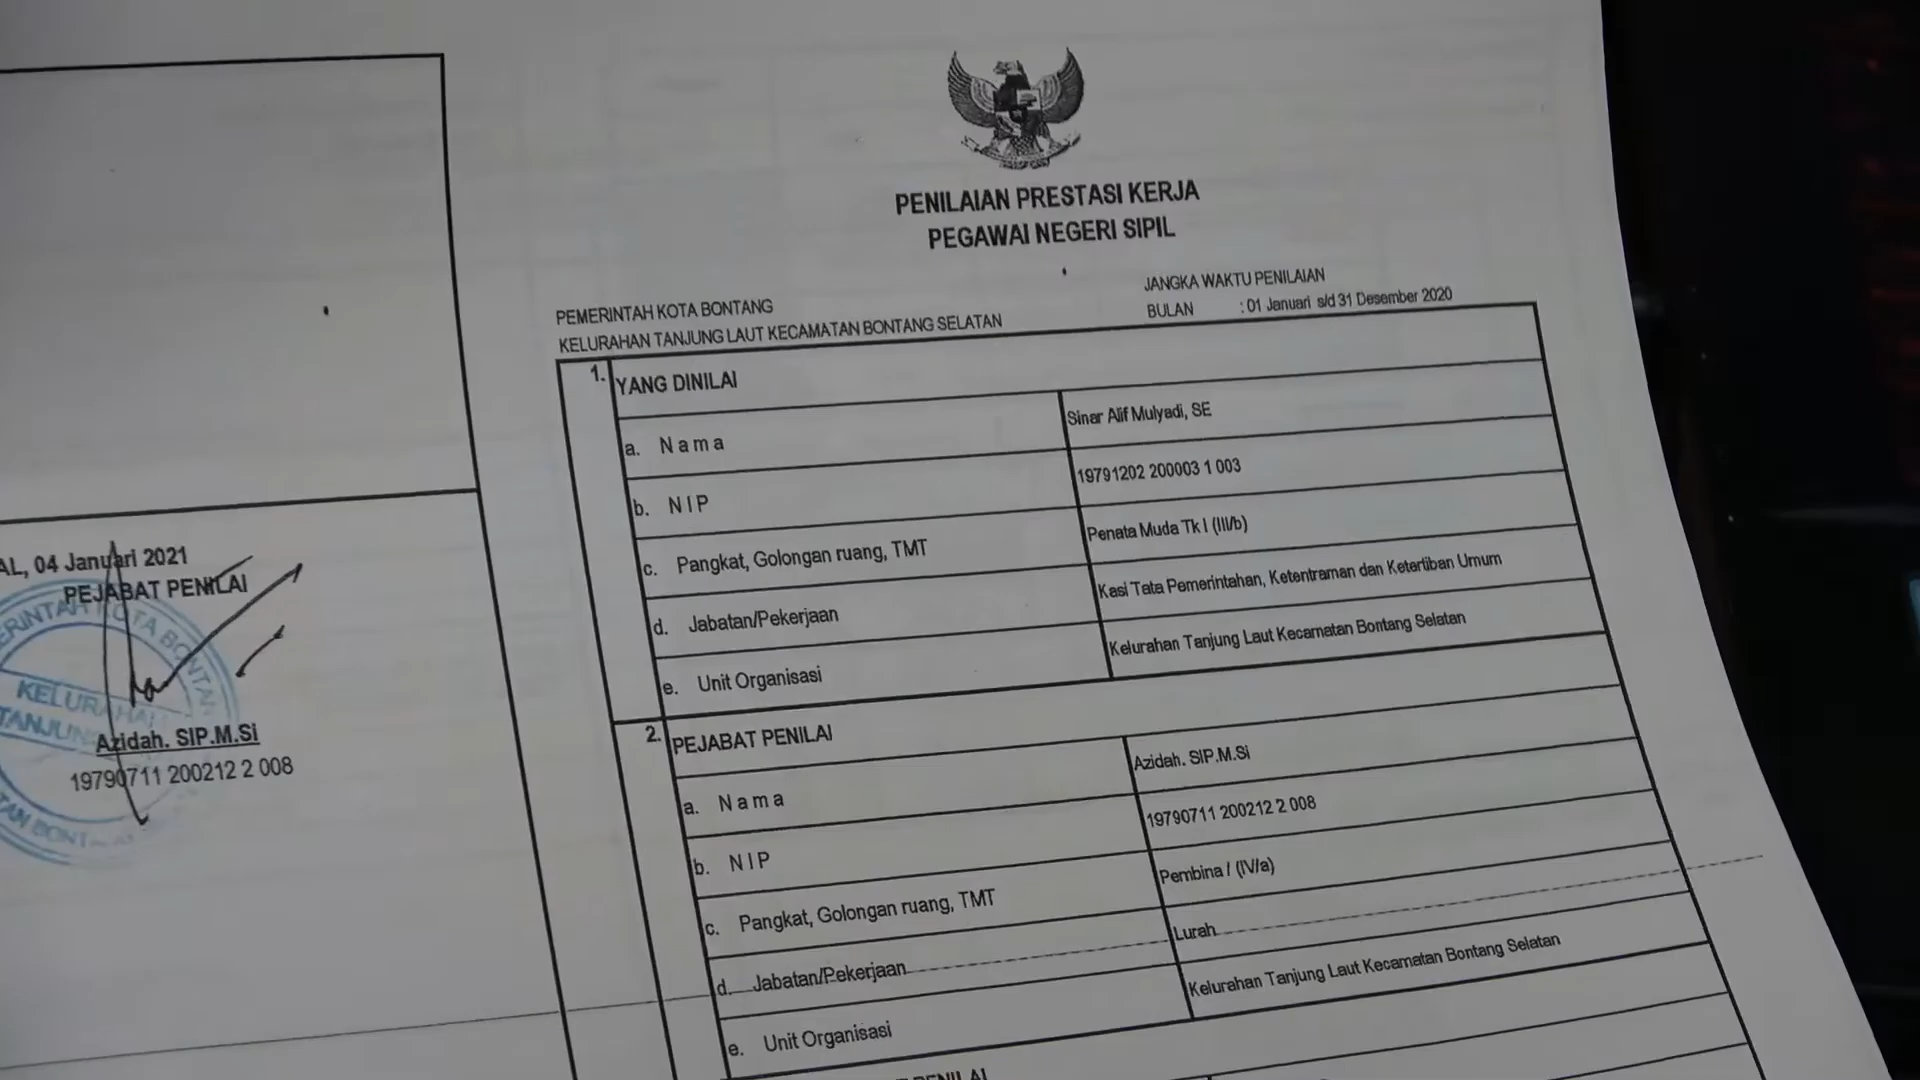 04 Januari 2021
PEJABAT PENILAI
KOTA BONTANG
KELURAHAN
TANJUNG
Azidah. SIP.M.Si
19790711 200212 2 008
PENILAIAN PRESTASI KERJA
PEGAWAI NEGERI SIPIL
PEMERINTAH KOTA BONTANG
KELURAHAN TANJUNG LAUT KECAMATAN BONTANG SELATAN
JANGKA WAKTU PENILAIAN
BULAN : 01 Januari s/d 31 Desember 2020
1. YANG DINILAI
a. N a m a Sinar Alif Mulyadi, SE
b. N I P 19791202 200003 1 003
c. Pangkat, Golongan ruang, TMT Penata Muda Tk I (III/b)
d. Jabatan/Pekerjaan Kasi Tata Pemerintahan, Ketentraman dan Ketertiban Umum
e. Unit Organisasi Kelurahan Tanjung Laut Kecamatan Bontang Selatan
2. PEJABAT PENILAI
a. N a m a Azidah. SIP.M.Si
b. N I P 19790711 200212 2 008
c. Pangkat, Golongan ruang, TMT Pembina / (IV/a)
d. Jabatan/Pekerjaan Lurah
e. Unit Organisasi Kelurahan Tanjung Laut Kecamatan Bontang Selatan